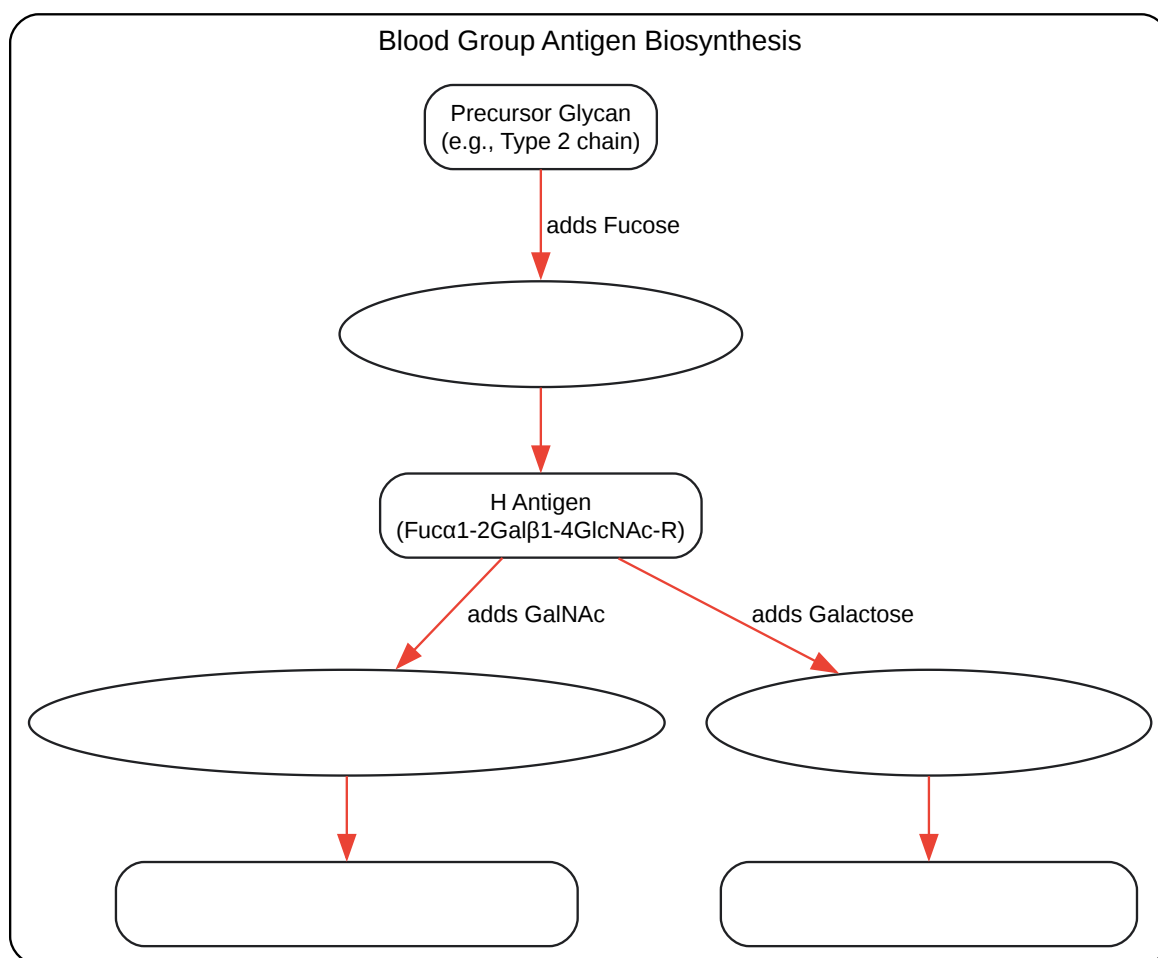 Blood Group Antigen Biosynthesis
Precursor Glycan
(e.g., Type 2 chain)
adds Fucose
H Antigen
(Fucα1-2Galβ1-4GlcNAc-R)
adds GalNAc
adds Galactose